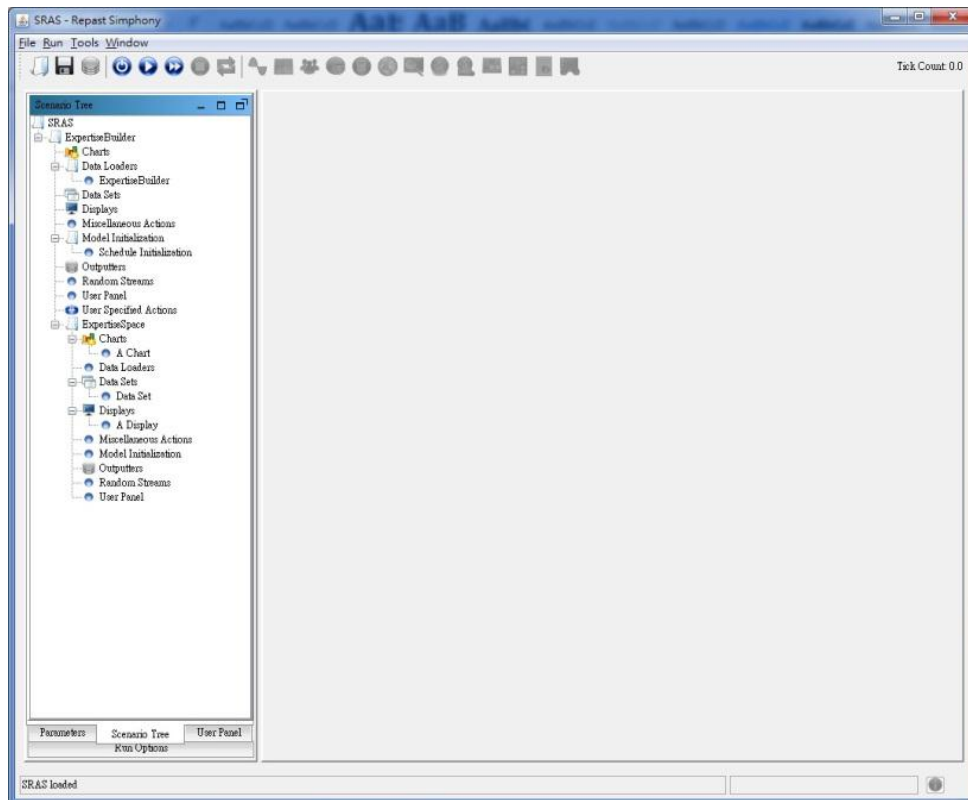 SRAS - Repast Simphony
File Run Tools Window
Tick Count: 0.0
Scenario Tree
SRAS
ExpertiseBuilder
Charts
Data Loaders
ExpertiseBuilder
Data Sets
Displays
Miscellaneous Actions
Model Initialization
Schedule Initialization
Outputters
Random Streams
User Panel
User Specified Actions
ExpertiseSpace
Charts
A Chart
Data Loaders
Data Sets
Data Set
Displays
A Display
Miscellaneous Actions
Model Initialization
Outputters
Random Streams
User Panel
Parameters Scenario Tree User Panel
Run Options
SRAS loaded